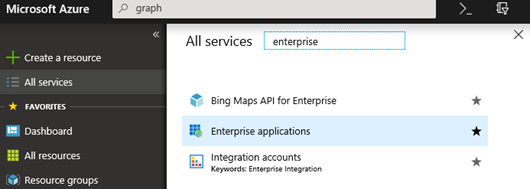 Microsoft Azure
graph
All services
enterprise
Create a resource
All services
FAVORITES
Dashboard
All resources
Resource groups
Bing Maps API for Enterprise
Enterprise applications
Integration accounts
Keywords: Enterprise Integration